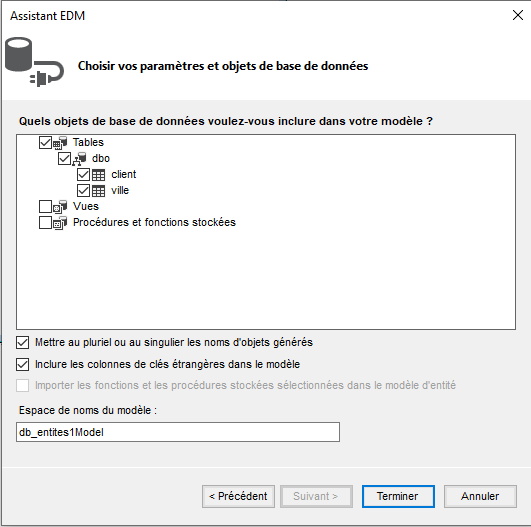 Assistant EDM
Choisir vos paramètres et objets de base de données
Quels objets de base de données voulez-vous inclure dans votre modèle ?
Tables
dbo
client
ville
Vues
Procédures et fonctions stockées
Mettre au pluriel ou au singulier les noms d'objets générés
Inclure les colonnes de clés étrangères dans le modèle
Importer les fonctions et les procédures stockées sélectionnées dans le modèle d'entité
Espace de noms du modèle :
db_entites1Model
< Précédent
Suivant >
Terminer
Annuler